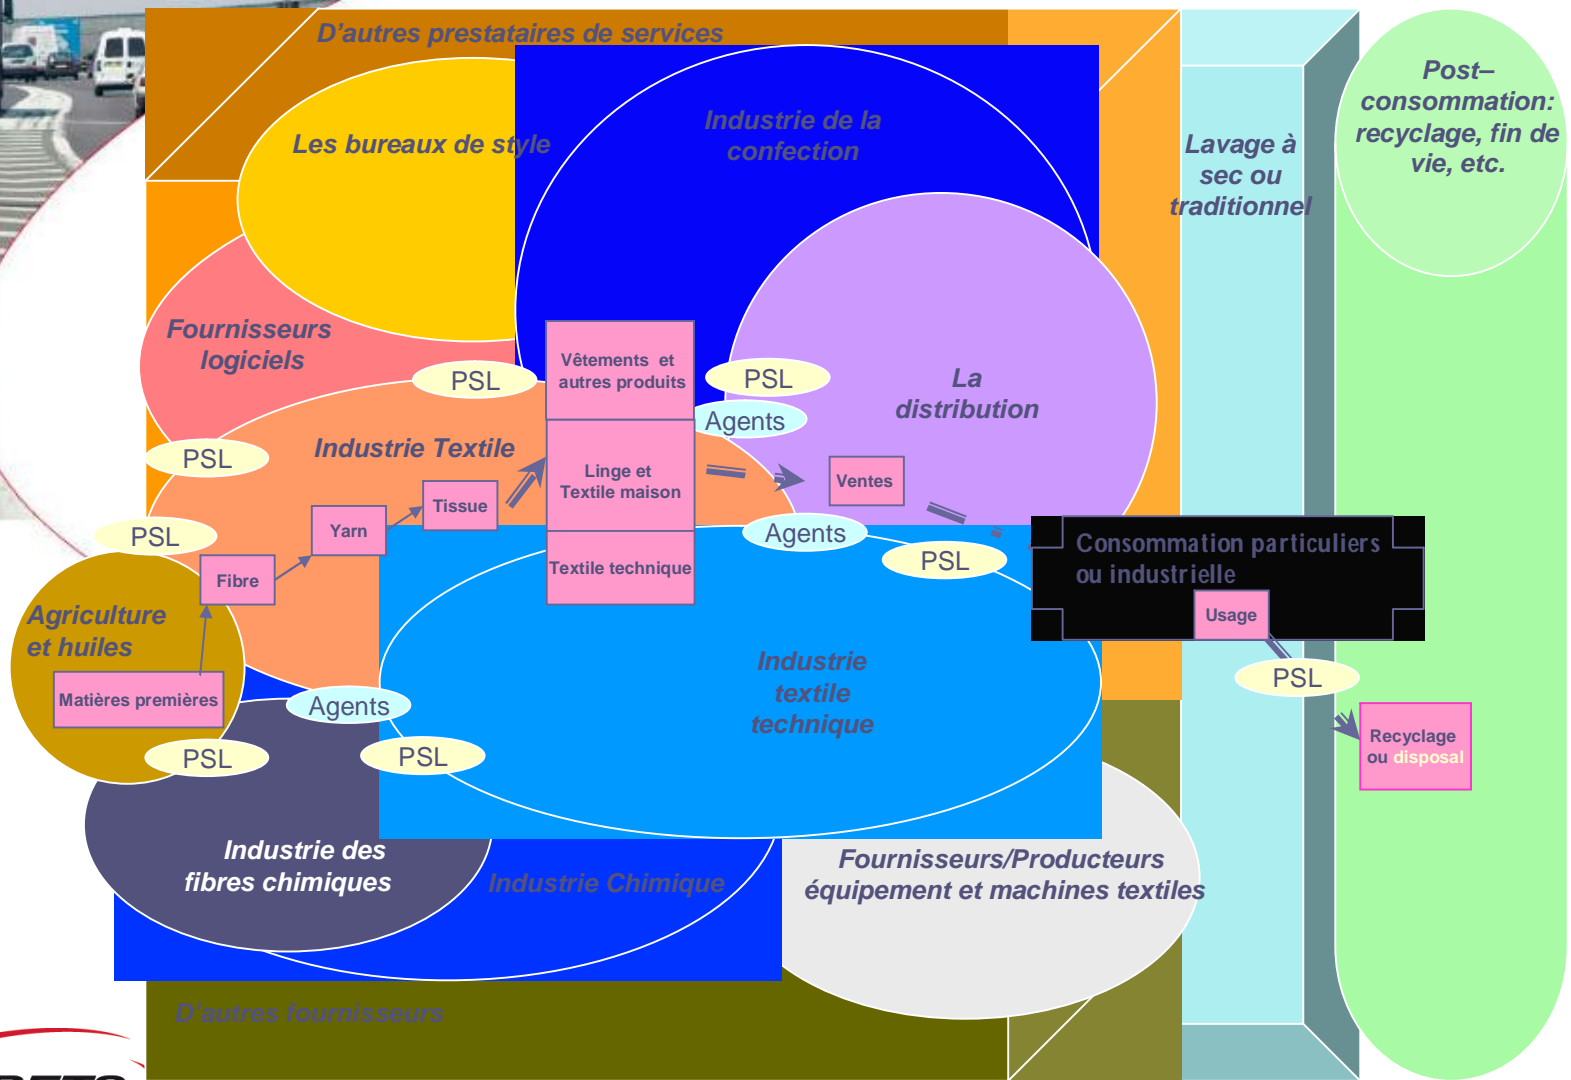 D’autres prestataires de services
Post–
consommation:
recyclage, fin de
vie, etc.
Les bureaux de style
Industrie de la
confection
Lavage à
sec ou
traditionnel
Fournisseurs
logiciels
Vêtements et
autres produits
PSL
PSL
La
distribution
Agents
Industrie Textile
PSL
Linge et
Textile maison
Ventes
Tissue
Yarn
PSL
Agents
PSL
Consommation particuliers
ou industrielle
Textile technique
Fibre
Usage
Agriculture
et huiles
Matières premières
Agents
Industrie
textile
technique
PSL
PSL
PSL
Recyclage
ou disposal
Industrie des
fibres chimiques
Industrie Chimique
Fournisseurs/Producteurs
équipement et machines textiles
D’autres fournisseurs